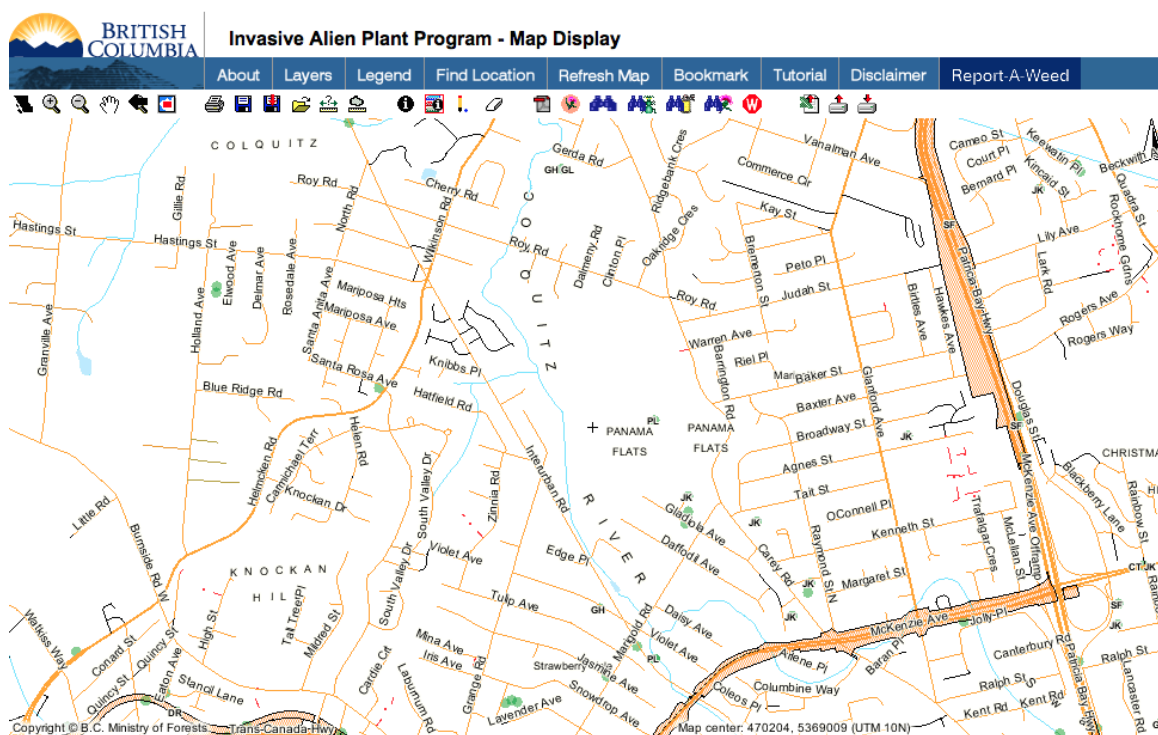 BRITISH
COLUMBIA
Invasive Alien Plant Program - Map Display
About Layers Legend Find Location Refresh Map Bookmark Tutorial Disclaimer Report-A-Weed
W
COLQUITZ
Gerda Rd
GH GL
Ridgebank Cres
Vanalman Ave
Commerce Cir
Cameo St
Court Pl
Bernard Pl
Keewatin Pl
Kincaid St
JK
Beckwith
Quadra St
Gillie Rd
Roy Rd
North Rd
Cherry Rd
Wilkinson Rd
Kay St
Hastings St
Hastings St
Elwood Ave
Delmar Ave
Rosedale Ave
Roy Rd
Dalmeny Rd
Clinton Pl
Oakridge Cres
Bremerton St
Peto Pl
SF
Patricia-Bay-Hwy
Lily Ave
Lark Rd
Rockhome Gdns
COLQUITZ RIVER
Granville Ave
Holland Ave
Santa Anita Ave
Mariposa Hts
Mariposa Ave
Roy Rd
Judah St
Birtles Ave
Hawkes Ave
Rogers Ave
Rogers Way
Warren Ave
Riel Pl
Barrington Rd
Baker St
Knibbs Pl
Santa Rosa Ave
Blue Ridge Rd
Hatfield Rd
Glanford Ave
Baxter Ave
Douglas St
SF
PL
PANAMA
FLATS
PANAMA
FLATS
Broadway St
JK
Helen Rd
Carmichael Terr
Helmcken Rd
Interurban Rd
Agnes St
CHRISTMA
Blackberry Lane
Rainbow St
Knockan Dr
South Valley Dr
Zinnia Rd
Tait St
JK
Gladiola Ave
JK
OConnell Pl
Trafalgar Cres
McLellan St
McKenzie Ave Offramp
Little Rd
Burnside Rd W
Violet Ave
Edge Pl
Daffodil Ave
Carey Rd
Raymond St N
Kenneth St
South Valley Dr
KNOCKAN
HILL
Margaret St
JK
CT JK
Tall Tree Pl
Tulip Ave
GH
Marigold Rd
Daisy Ave
JK
SF
JK
McKenzie Ave
Jolly-Pl
Watkiss Way
Conard St
Quincy St
High St
Mildred St
Mina Ave
Iris Ave
Grange Rd
Violet Ave
PL
Arlene Pl
Baran Pl
Canterbury Rd
Ralph St
Quincy St
Eaton Ave
Stancil Lane
Cardie Crt
Laburnum Rd
Strawberry
Jasmine Ave
Snowdrop Ave
Coleos Pl
Columbine Way
Ralph St
Kent Rd
Kent Rd
Patricia-Bay-Hwy
Lancaster Rd
DR
Lavender Ave
Copyright © B.C. Ministry of Forests
Trans-Canada-Hwy
Map center: 470204, 5369009 (UTM 10N)